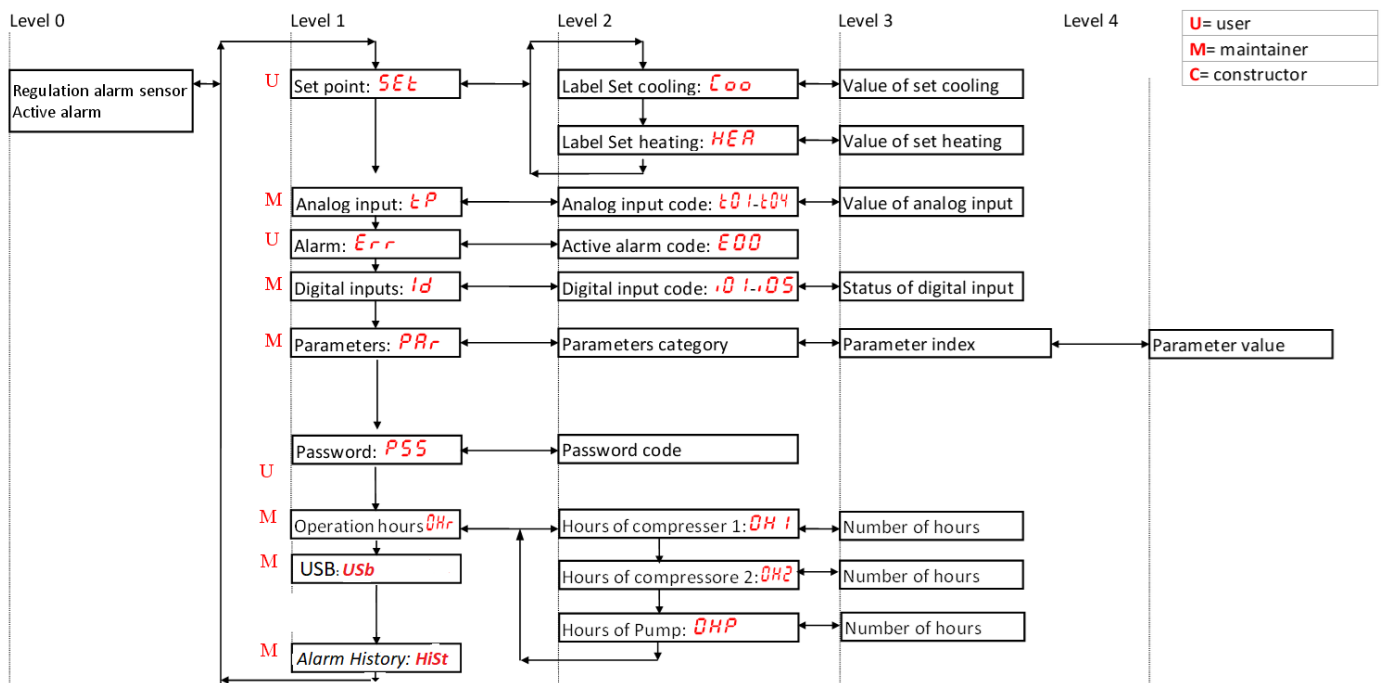 Level 0
Level 1
Level 2
Level 3
Level 4
U= user
M= maintainer
C= constructor
Regulation alarm sensor
Active alarm
U
Set point: SEt
Label Set cooling: Coo
Value of set cooling
Label Set heating: HEA
Value of set heating
M
Analog input: tP
Analog input code: t01-t04
Value of analog input
U
Alarm: Err
Active alarm code: E00
M
Digital inputs: Id
Digital input code: i01-i05
Status of digital input
M
Parameters: PAr
Parameters category
Parameter index
Parameter value
Password: PSS
Password code
U
M
Operation hours OHr
Hours of compresser 1: OH1
Number of hours
M
USB: USb
Hours of compressore 2: OH2
Number of hours
Hours of Pump: OHP
Number of hours
M
Alarm History: HiSt